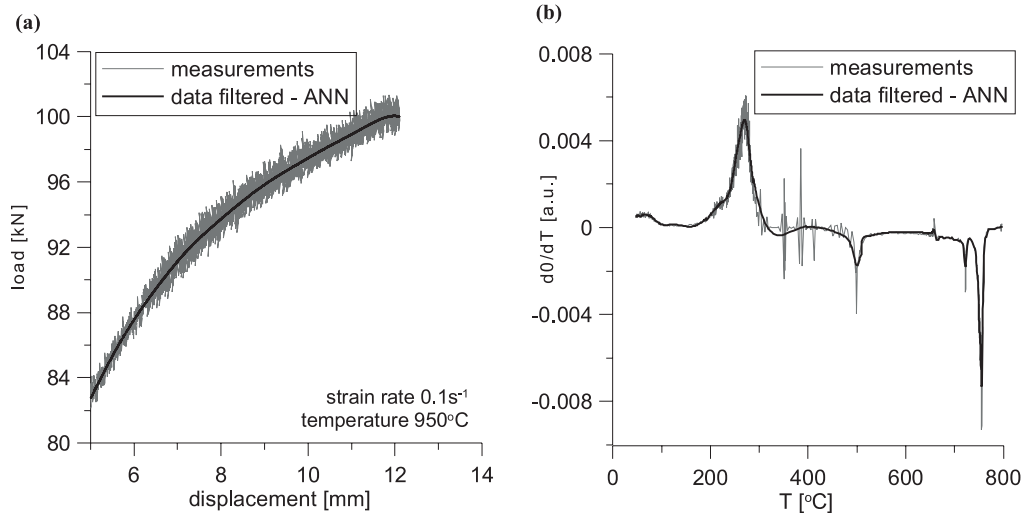 (a)
104
100
96
92
88
84
80
load [kN]
measurements
data filtered - ANN
strain rate 0.1s⁻¹
temperature 950°C
6
8
10
12
14
displacement [mm]
(b)
0.008
0.004
0
-0.004
-0.008
d0/dT [a.u.]
measurements
data filtered - ANN
0
200
400
600
800
T [°C]